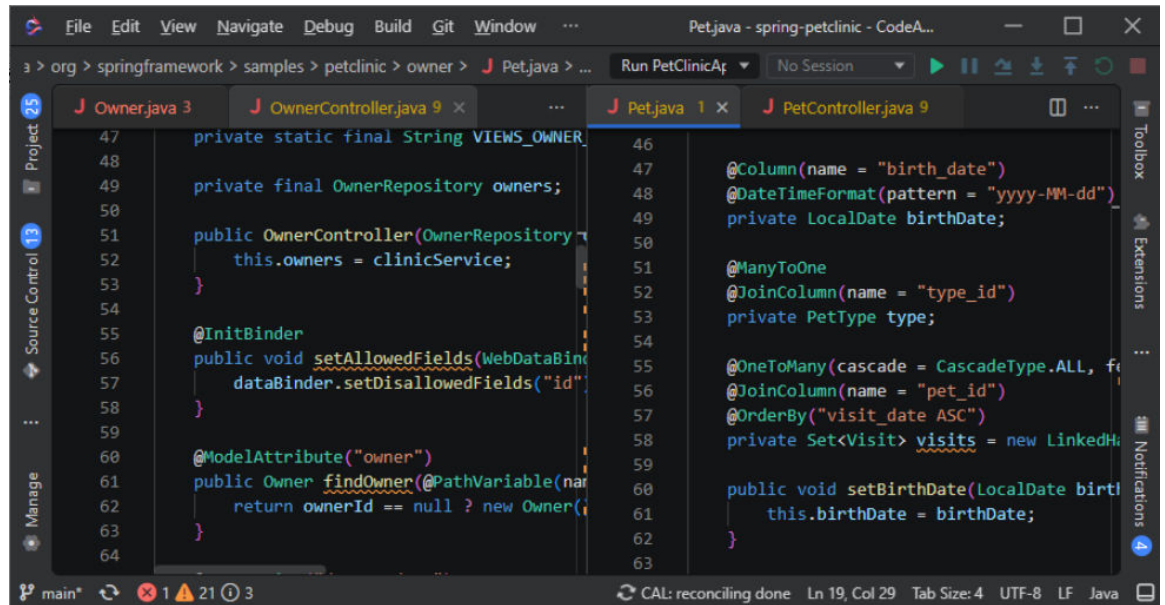 File Edit View Navigate Debug Build Git Window ··· Pet.java - spring-petclinic - CodeA...
a > org > springframework > samples > petclinic > owner > J Pet.java > ... Run PetClinicAp No Session
J Owner.java 3 J OwnerController.java 9 ··· J Pet.java 1 J PetController.java 9 ···
Project 25
Source Control 13
···
Manage
47 private static final String VIEWS_OWNER_
48
49 private final OwnerRepository owners;
50
51 public OwnerController(OwnerRepository
52 this.owners = clinicService;
53 }
54
55 @InitBinder
56 public void setAllowedFields(WebDataBind
57 dataBinder.setDisallowedFields("id"
58 }
59
60 @ModelAttribute("owner")
61 public Owner findOwner(@PathVariable(nam
62 return ownerId == null ? new Owner(
63 }
64
46
47 @Column(name = "birth_date")
48 @DateTimeFormat(pattern = "yyyy-MM-dd")
49 private LocalDate birthDate;
50
51 @ManyToOne
52 @JoinColumn(name = "type_id")
53 private PetType type;
54
55 @OneToMany(cascade = CascadeType.ALL, fe
56 @JoinColumn(name = "pet_id")
57 @OrderBy("visit_date ASC")
58 private Set<Visit> visits = new LinkedHa
59
60 public void setBirthDate(LocalDate birth
61 this.birthDate = birthDate;
62 }
63
Toolbox
Extensions
···
Notifications 4
main* 1 21 3 CAL: reconciling done Ln 19, Col 29 Tab Size: 4 UTF-8 LF Java